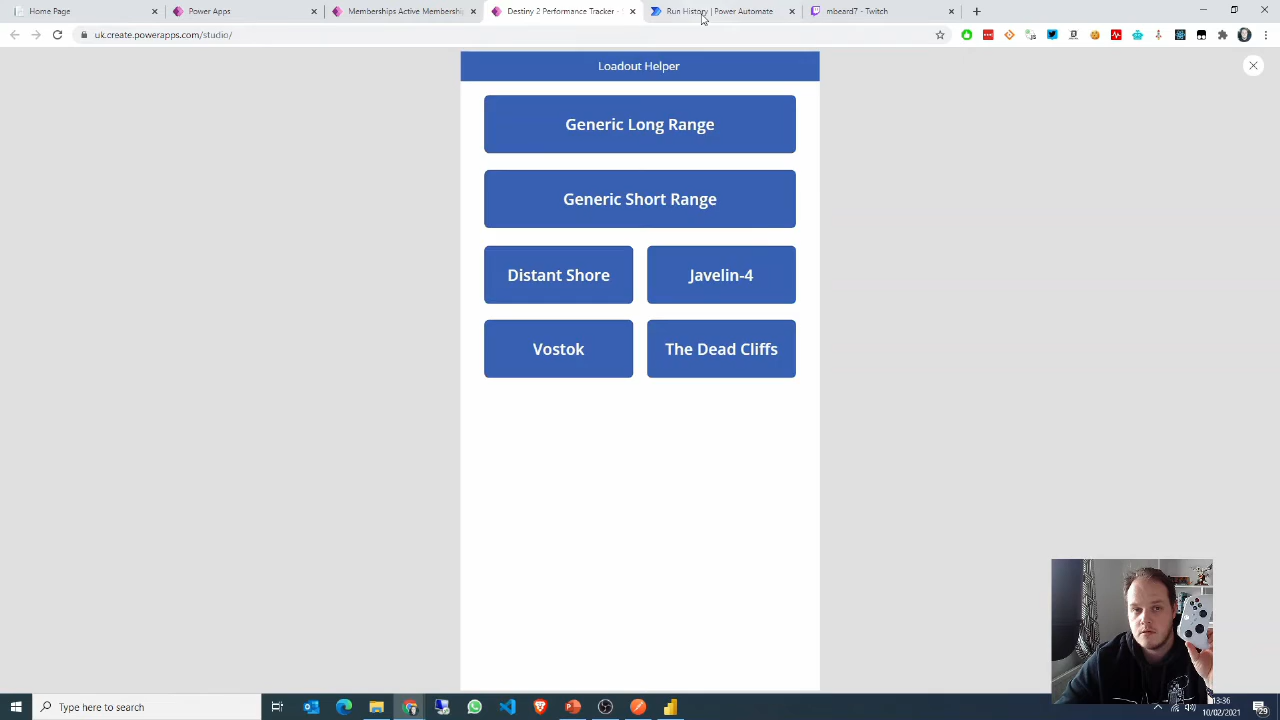 Home Page
Power Apps
Memberships Active Membership
Destiny 2 Performance Tracker -
Run History | Power Automate
mbeard7 - Twitch
uk.create.powerapps.com/studio/
Loadout Helper
Generic Long Range
Generic Short Range
Distant Shore
Javelin-4
Vostok
The Dead Cliffs
Type here to search
13:36
10/02/2021